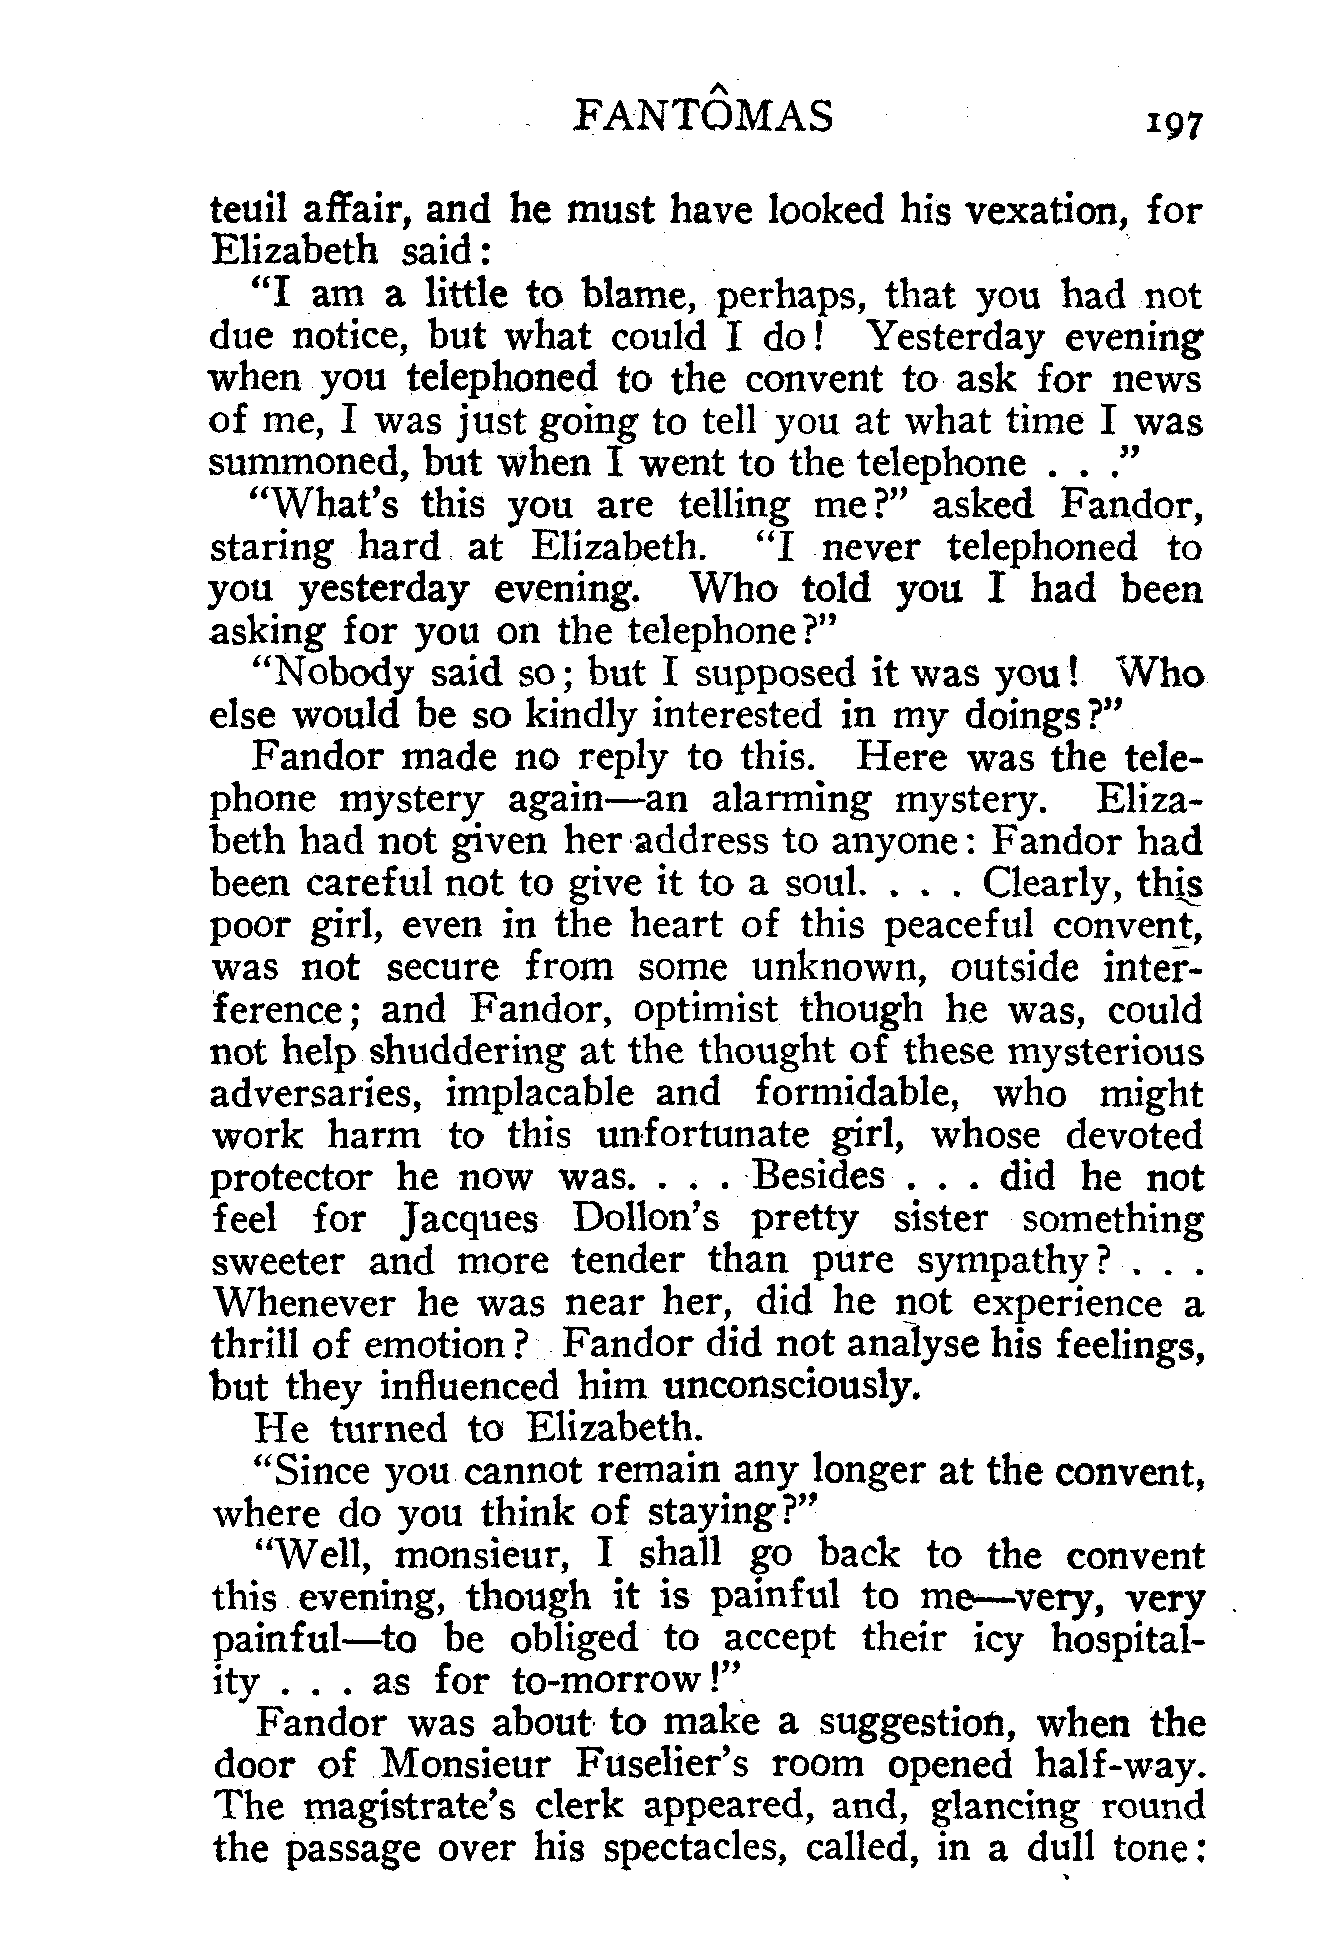 FANTÔMAS 197
teuil affair, and he must have looked his vexation, for
Elizabeth said:
"I am a little to blame, perhaps, that you had not
due notice, but what could I do! Yesterday evening
when you telephoned to the convent to ask for news
of me, I was just going to tell you at what time I was
summoned, but when I went to the telephone . . ."
"What's this you are telling me?" asked Fandor,
staring hard at Elizabeth. "I never telephoned to
you yesterday evening. Who told you I had been
asking for you on the telephone?"
"Nobody said so; but I supposed it was you! Who
else would be so kindly interested in my doings?"
Fandor made no reply to this. Here was the tele-
phone mystery again—an alarming mystery. Eliza-
beth had not given her address to anyone: Fandor had
been careful not to give it to a soul. . . . Clearly, this
poor girl, even in the heart of this peaceful convent,
was not secure from some unknown, outside inter-
ference; and Fandor, optimist though he was, could
not help shuddering at the thought of these mysterious
adversaries, implacable and formidable, who might
work harm to this unfortunate girl, whose devoted
protector he now was. . . . Besides . . . did he not
feel for Jacques Dollon's pretty sister something
sweeter and more tender than pure sympathy? . . .
Whenever he was near her, did he not experience a
thrill of emotion? Fandor did not analyse his feelings,
but they influenced him unconsciously.
He turned to Elizabeth.
"Since you cannot remain any longer at the convent,
where do you think of staying?"
"Well, monsieur, I shall go back to the convent
this evening, though it is painful to me—very, very
painful—to be obliged to accept their icy hospital-
ity . . . as for to-morrow!"
Fandor was about to make a suggestion, when the
door of Monsieur Fuselier's room opened half-way.
The magistrate's clerk appeared, and, glancing round
the passage over his spectacles, called, in a dull tone: